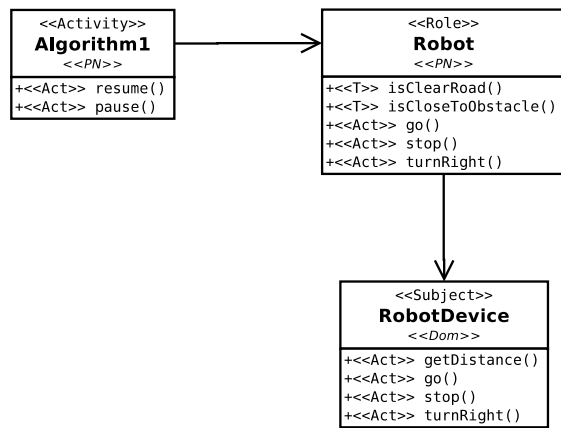 <<Activity>>
Algorithm1
<<PN>>
+<<Act>> resume()
+<<Act>> pause()
<<Role>>
Robot
<<PN>>
+<<T>> isClearRoad()
+<<T>> isCloseToObstacle()
+<<Act>> go()
+<<Act>> stop()
+<<Act>> turnRight()
<<Subject>>
RobotDevice
<<Dom>>
+<<Act>> getDistance()
+<<Act>> go()
+<<Act>> stop()
+<<Act>> turnRight()